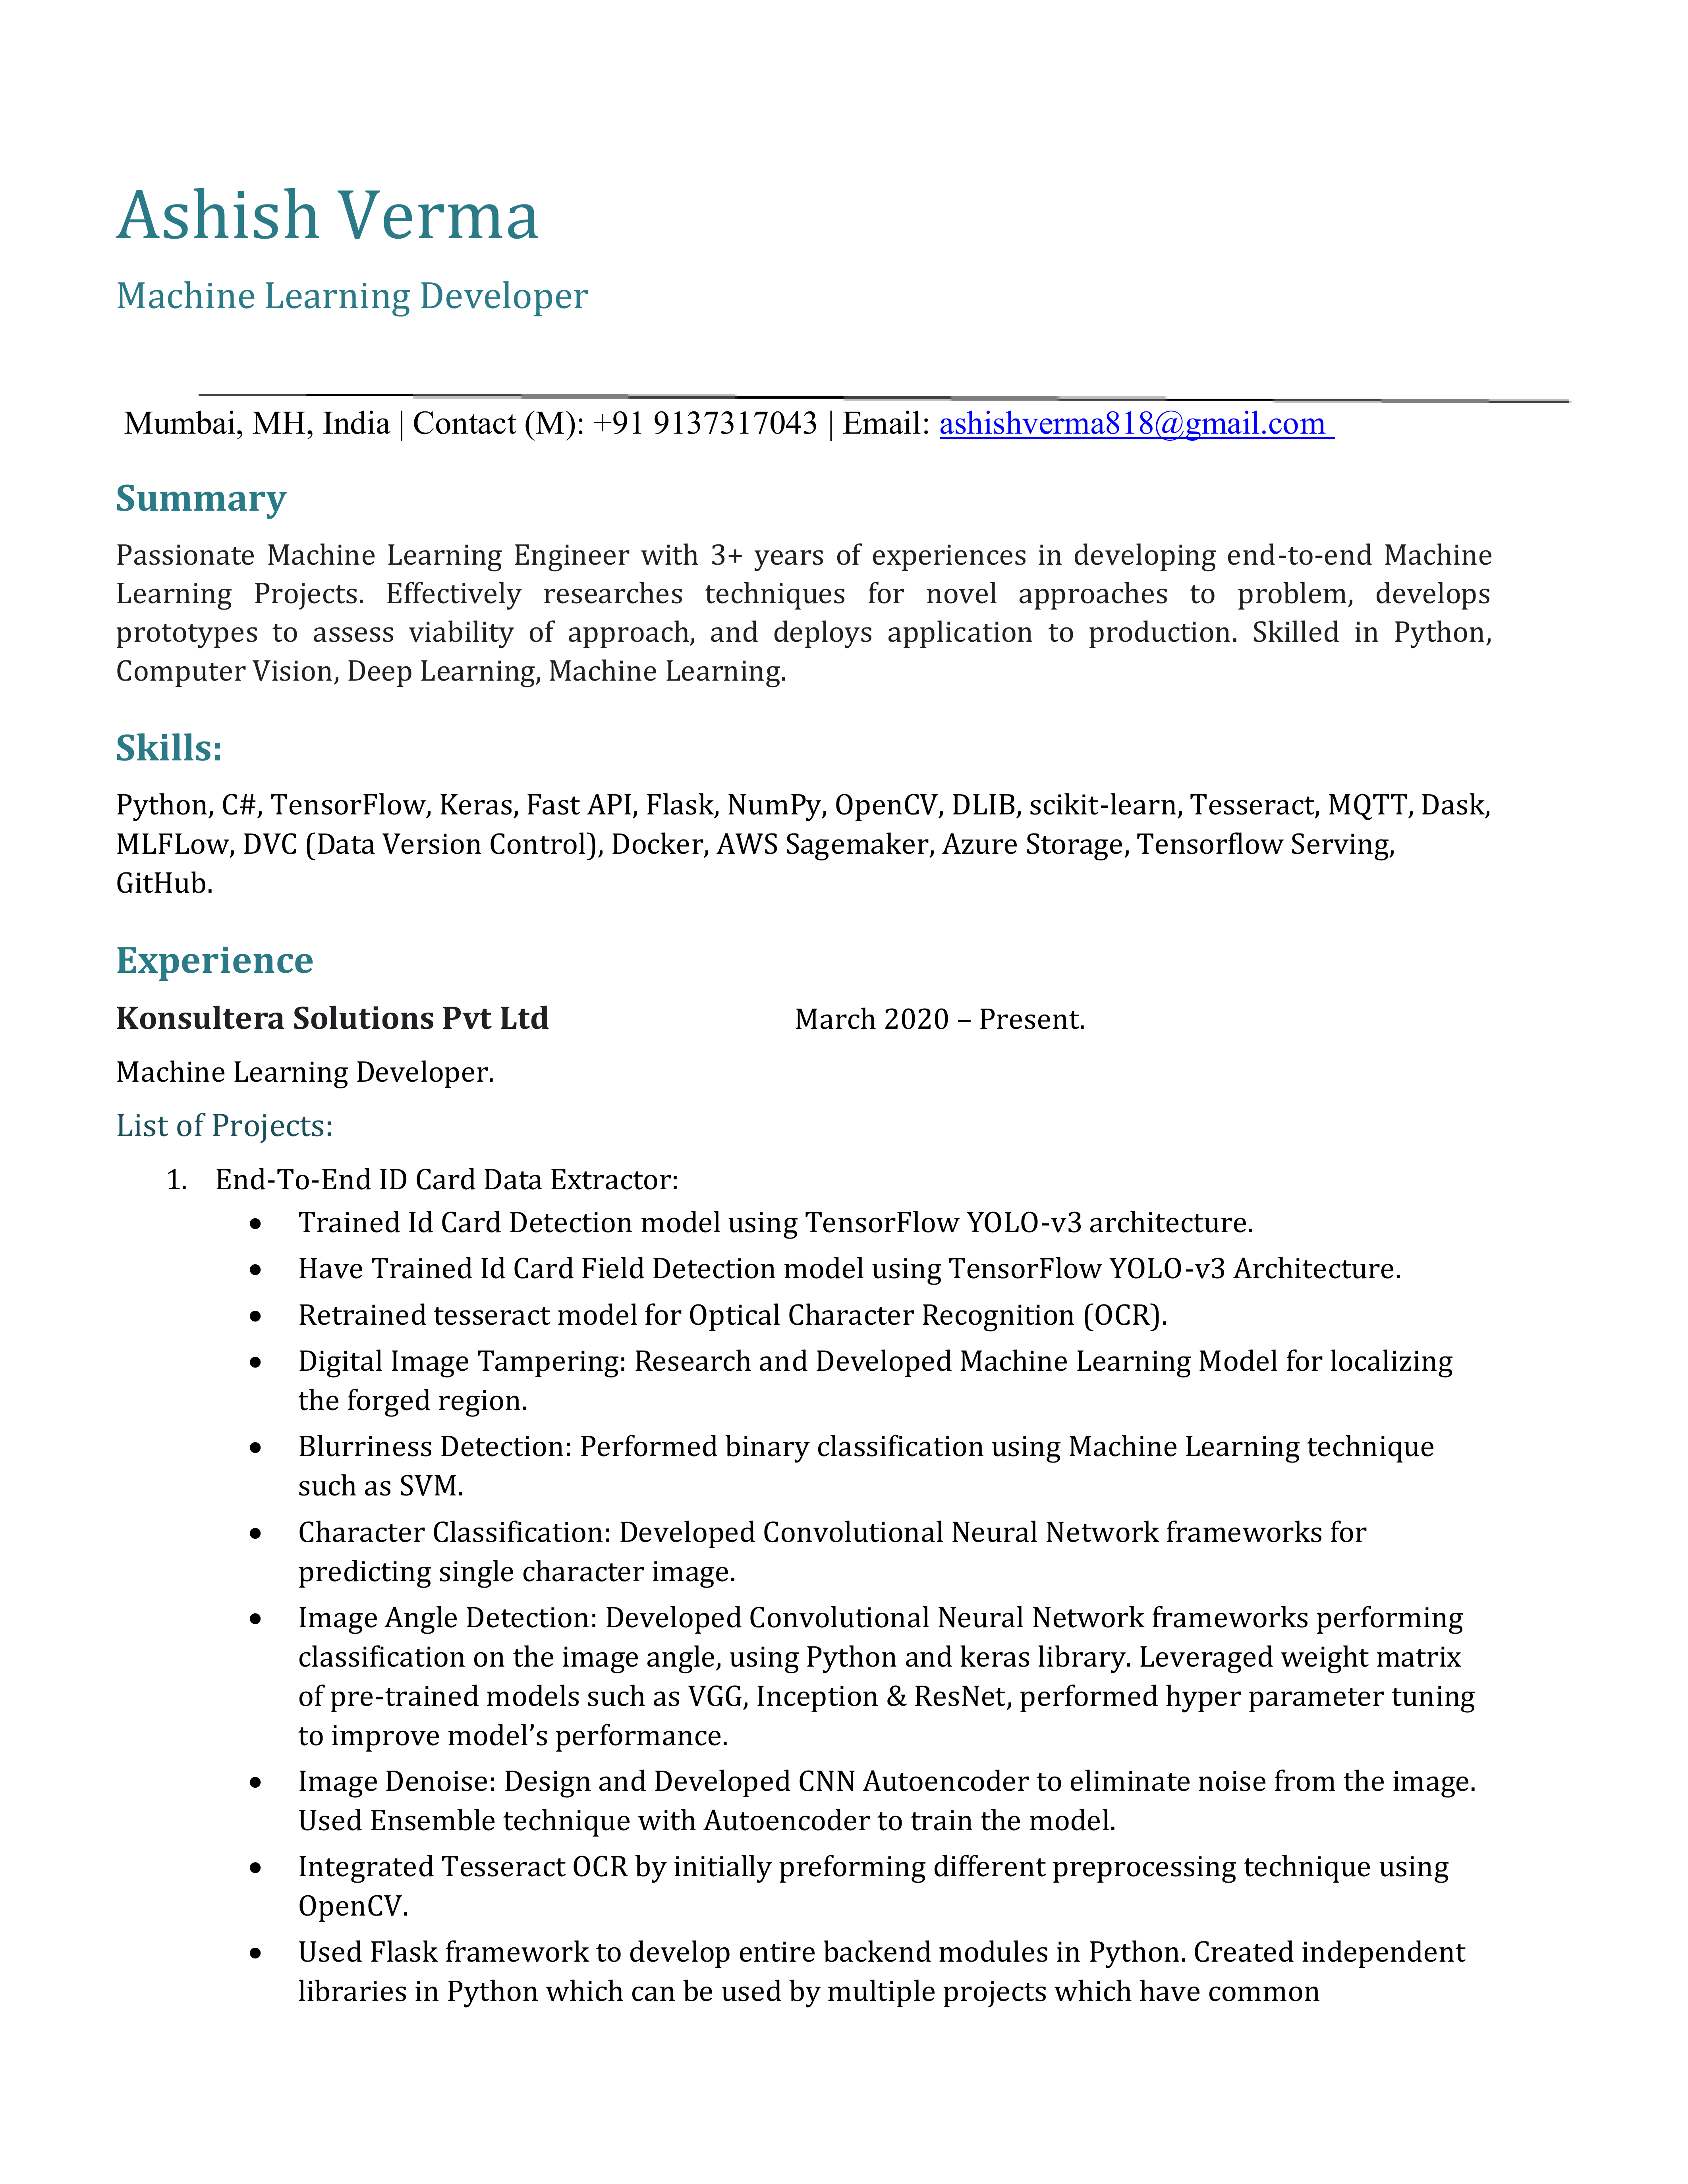 Ashish Verma
Machine Learning Developer
Mumbai, MH, India | Contact (M): +91 9137317043 | Email: ashishverma818@gmail.com
Summary
Passionate Machine Learning Engineer with 3+ years of experiences in developing end-to-end Machine
Learning Projects. Effectively researches techniques for novel approaches to problem, develops
prototypes to assess viability of approach, and deploys application to production. Skilled in Python,
Computer Vision, Deep Learning, Machine Learning.
Skills:
Python, C#, TensorFlow, Keras, Fast API, Flask, NumPy, OpenCV, DLIB, scikit-learn, Tesseract, MQTT, Dask,
MLFLow, DVC (Data Version Control), Docker, AWS Sagemaker, Azure Storage, Tensorflow Serving,
GitHub.
Experience
Konsultera Solutions Pvt Ltd March 2020 – Present.
Machine Learning Developer.
List of Projects:
1. End-To-End ID Card Data Extractor:
• Trained Id Card Detection model using TensorFlow YOLO-v3 architecture.
• Have Trained Id Card Field Detection model using TensorFlow YOLO-v3 Architecture.
• Retrained tesseract model for Optical Character Recognition (OCR).
• Digital Image Tampering: Research and Developed Machine Learning Model for localizing
the forged region.
• Blurriness Detection: Performed binary classification using Machine Learning technique
such as SVM.
• Character Classification: Developed Convolutional Neural Network frameworks for
predicting single character image.
• Image Angle Detection: Developed Convolutional Neural Network frameworks performing
classification on the image angle, using Python and keras library. Leveraged weight matrix
of pre-trained models such as VGG, Inception & ResNet, performed hyper parameter tuning
to improve model’s performance.
• Image Denoise: Design and Developed CNN Autoencoder to eliminate noise from the image.
Used Ensemble technique with Autoencoder to train the model.
• Integrated Tesseract OCR by initially preforming different preprocessing technique using
OpenCV.
• Used Flask framework to develop entire backend modules in Python. Created independent
libraries in Python which can be used by multiple projects which have common